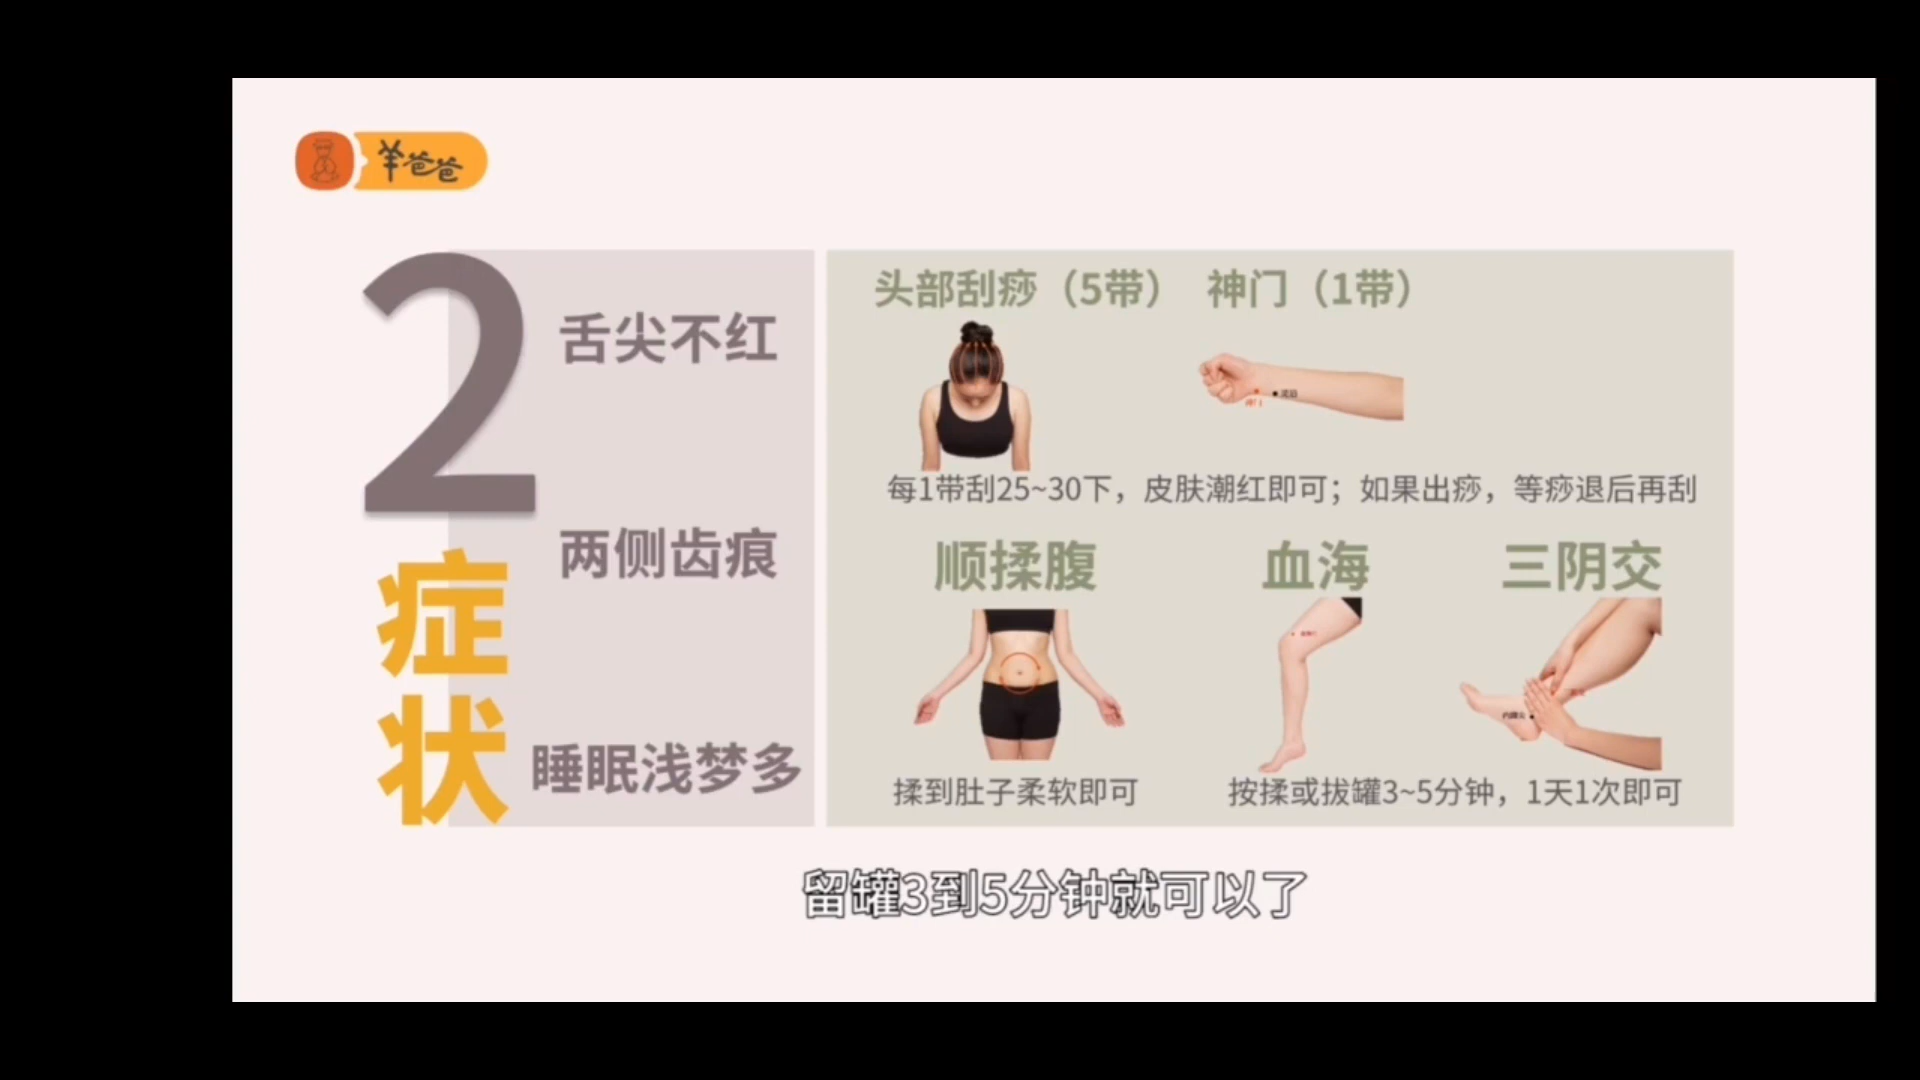 羊爸爸
2
症
状
舌尖不红
两侧齿痕
睡眠浅梦多
头部刮痧（5带） 神门（1带）
神门
每1带刮25~30下，皮肤潮红即可；如果出痧，等痧退后再刮
顺揉腹 血海 三阴交
内踝尖
揉到肚子柔软即可
按揉或拔罐3~5分钟，1天1次即可
留罐3到5分钟就可以了